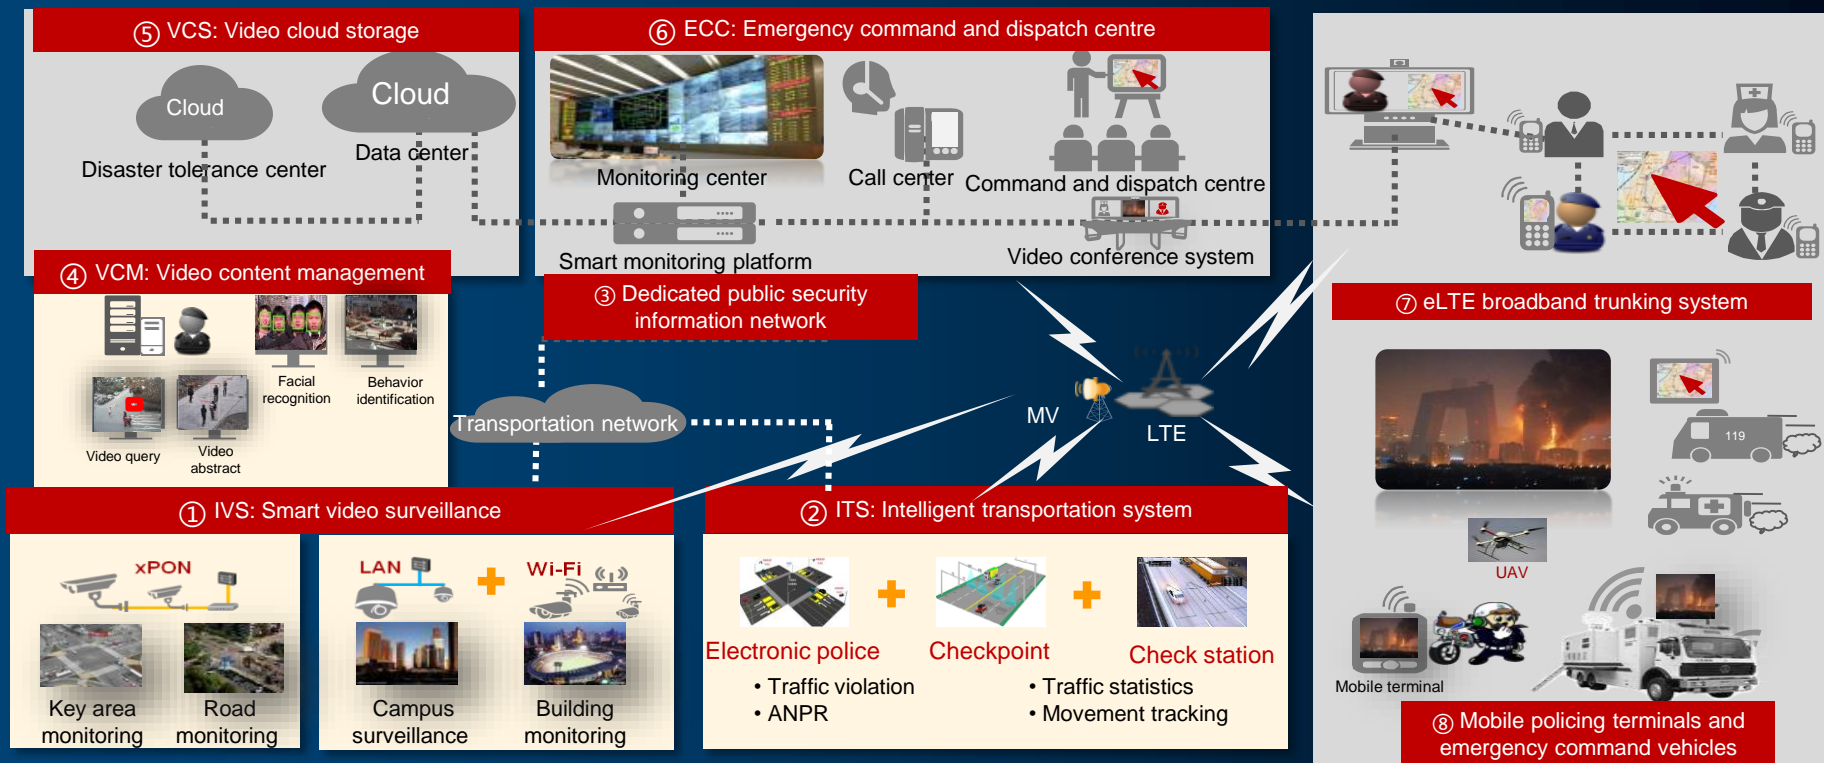 ⑤ VCS: Video cloud storage
Cloud
Cloud
Disaster tolerance center
Data center
⑥ ECC: Emergency command and dispatch centre
Monitoring center
Call center
Command and dispatch centre
Smart monitoring platform
Video conference system
④ VCM: Video content management
Facial
recognition
Behavior
identification
Video query
Video
abstract
③ Dedicated public security
information network
Transportation network
MV
LTE
⑦ eLTE broadband trunking system
119
UAV
Mobile terminal
⑧ Mobile policing terminals and
emergency command vehicles
① IVS: Smart video surveillance
xPON
Key area
monitoring
Road
monitoring
LAN
Wi-Fi
Campus
surveillance
Building
monitoring
② ITS: Intelligent transportation system
Electronic police
Checkpoint
Check station
• Traffic violation
• ANPR
• Traffic statistics
• Movement tracking